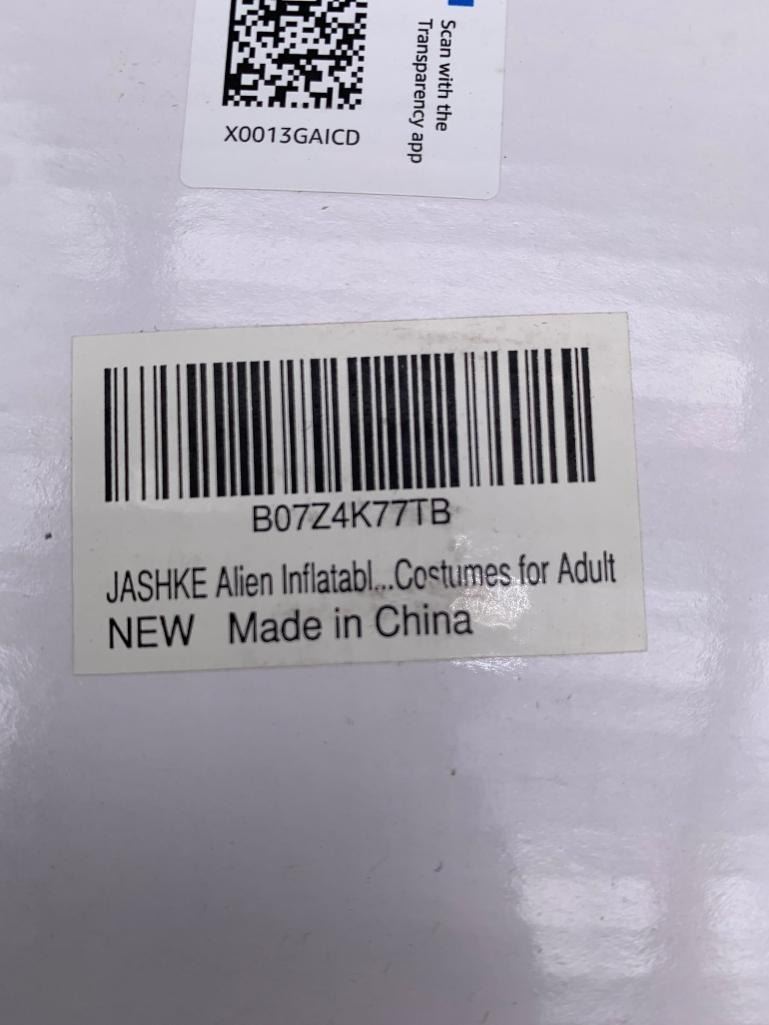 Scan with the
Transparency app
X0013GAICD
B07Z4K77TB
JASHKE Alien Inflatabl...Costumes for Adult
NEW Made in China